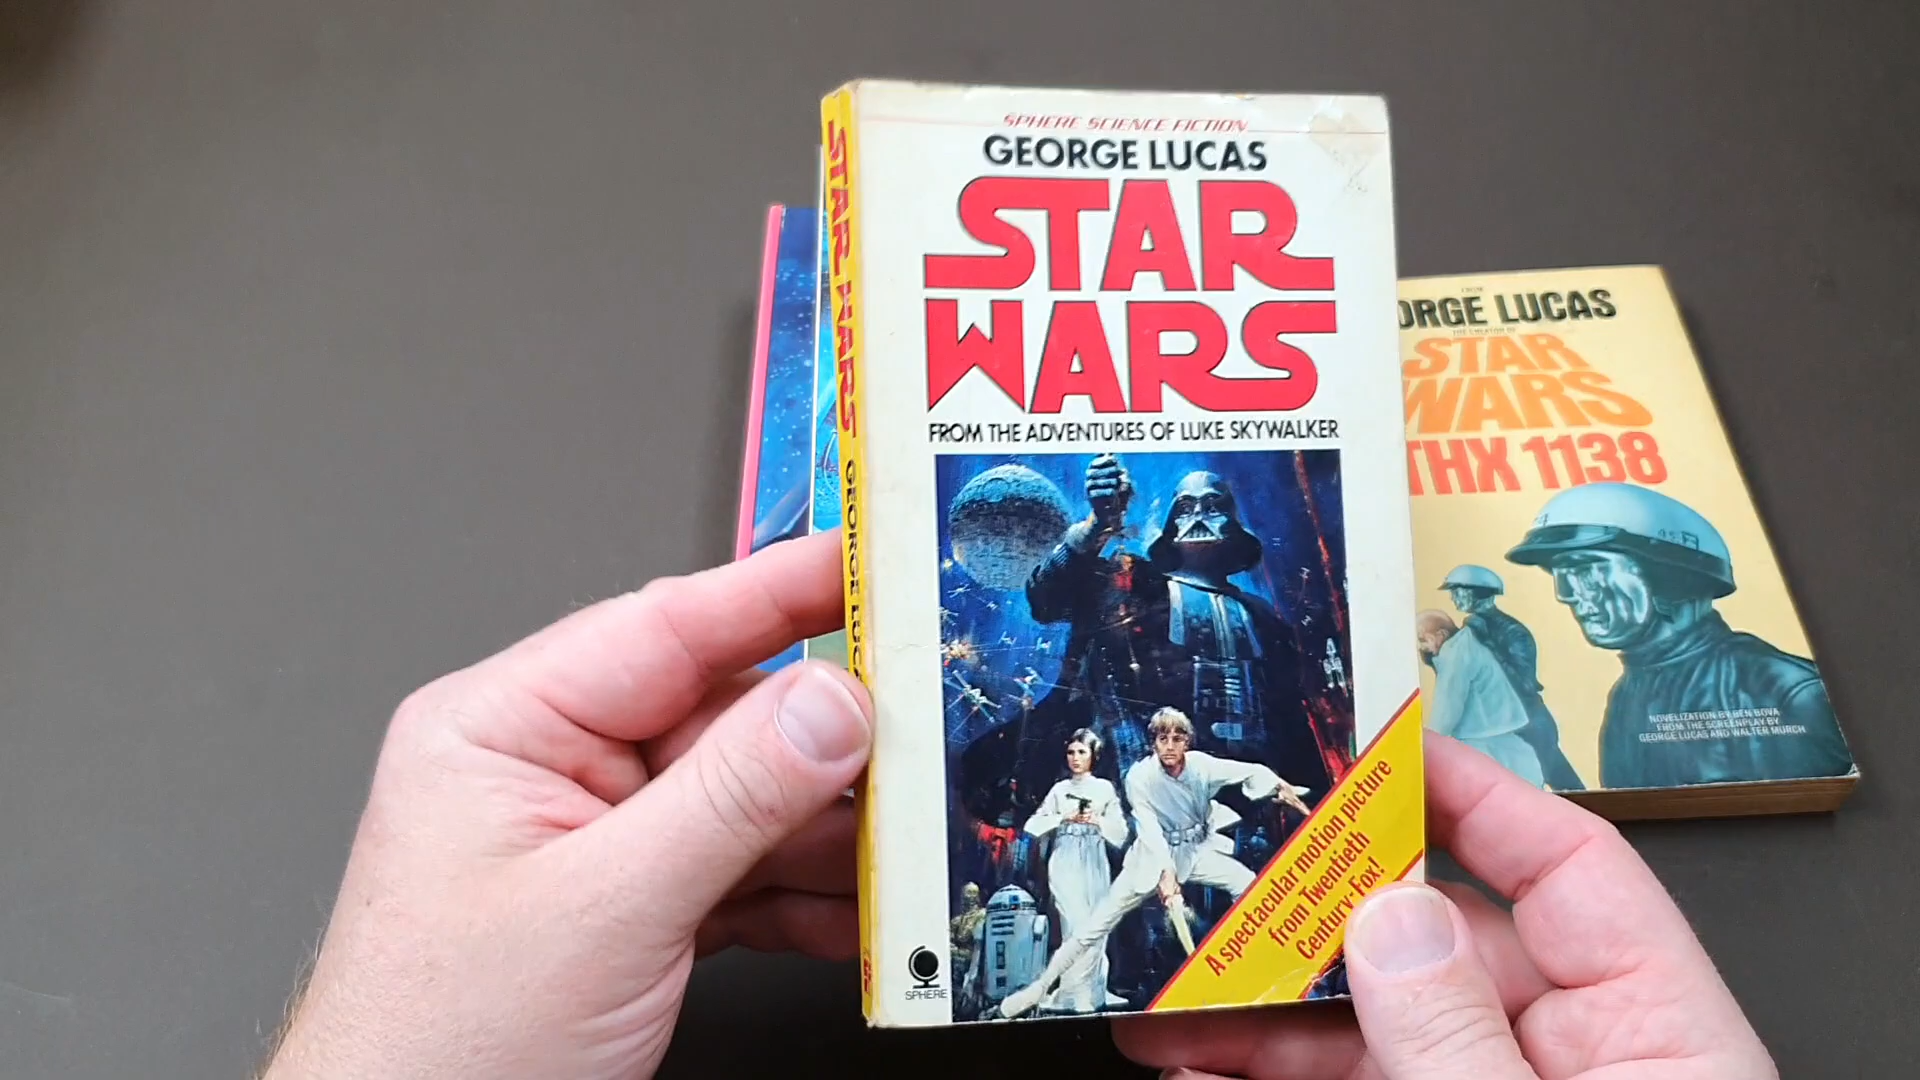 SPHERE SCIENCE FICTION
GEORGE LUCAS
STAR
WARS
FROM THE ADVENTURES OF LUKE SKYWALKER
A spectacular motion picture
from Twentieth
Century-Fox!
SPHERE
STAR WARS GEORGE LUC
FROM
ORGE LUCAS
THE CREATOR OF
STAR
WARS
THX 1138
NOVELIZATION BY BEN BOVA
FROM THE SCREENPLAY BY
GEORGE LUCAS AND WALTER MURCH